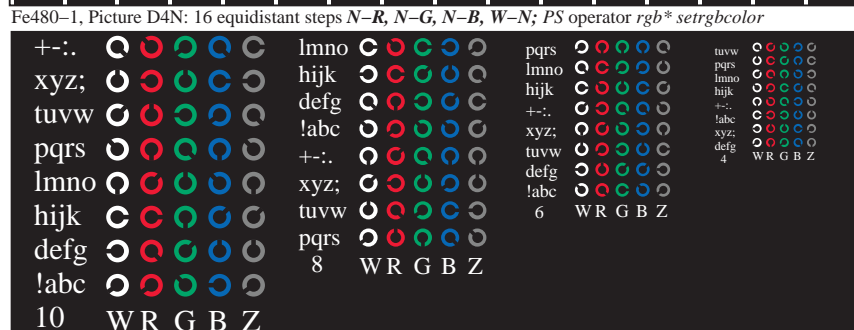 Fe480–1, Picture D4N: 16 equidistant steps N–R, N–G, N–B, W–N; PS operator rgb* setrgbcolor
+-:.
xyz;
tuvw
pqrs
lmno
hijk
defg
!abc
10 W R G B Z
lmno
hijk
defg
!abc
+-:.
xyz;
tuvw
pqrs
8 W R G B Z
pqrs
lmno
hijk
+-:.
xyz;
tuvw
defg
!abc
6 W R G B Z
tuvw
pqrs
lmno
hijk
+-:.
!abc
xyz;
defg
4 W R G B Z